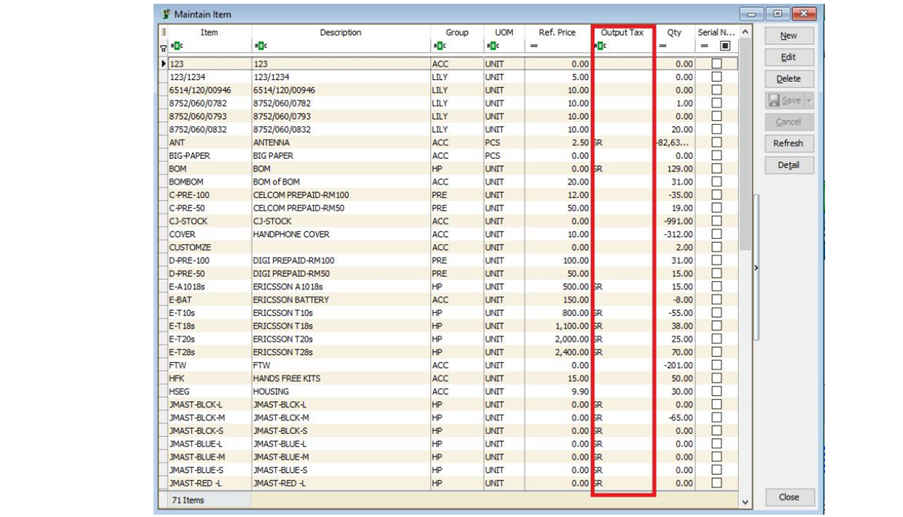 Maintain Item
Item Description Group UOM Ref. Price Output Tax Qty Serial N...
= = =
123 123 ACC UNIT 0.00 0.00
123/1234 123/1234 LILY UNIT 5.00 0.00
6514/120/00946 6514/120/00946 LILY UNIT 10.00 0.00
8752/060/0782 8752/060/0782 LILY UNIT 10.00 1.00
8752/060/0793 8752/060/0793 LILY UNIT 10.00 0.00
8752/060/0832 8752/060/0832 LILY UNIT 10.00 20.00
ANT ANTENNA ACC PCS 2.50 SR -82,63...
BIG-PAPER BIG PAPER ACC PCS 0.00 0.00
BOM BOM HP UNIT 0.00 SR 129.00
BOMBOM BOM of BOM ACC UNIT 20.00 31.00
C-PRE-100 CELCOM PREPAID-RM100 PRE UNIT 12.00 -35.00
C-PRE-50 CELCOM PREPAID-RM50 PRE UNIT 50.00 19.00
CJ-STOCK CJ-STOCK ACC UNIT 0.00 -991.00
COVER HANDPHONE COVER ACC UNIT 10.00 -312.00
CUSTOMZE ACC UNIT 0.00 2.00
D-PRE-100 DIGI PREPAID-RM100 PRE UNIT 100.00 31.00
D-PRE-50 DIGI PREPAID-RM50 PRE UNIT 50.00 15.00
E-A1018s ERICSSON A1018s HP UNIT 500.00 SR 15.00
E-BAT ERICSSON BATTERY ACC UNIT 150.00 -8.00
E-T10s ERICSSON T10s HP UNIT 800.00 SR -55.00
E-T18s ERICSSON T18s HP UNIT 1,100.00 SR 38.00
E-T20s ERICSSON T20s HP UNIT 2,000.00 SR 25.00
E-T28s ERICSSON T28s HP UNIT 2,400.00 SR 70.00
FTW FTW ACC UNIT 0.00 -201.00
HFK HANDS FREE KITS ACC UNIT 15.00 50.00
HSEG HOUSING ACC UNIT 9.90 30.00
JMAST-BLCK-L JMAST-BLCK-L HP UNIT 0.00 SR 0.00
JMAST-BLCK-M JMAST-BLCK-M HP UNIT 0.00 SR -65.00
JMAST-BLCK-S JMAST-BLCK-S HP UNIT 0.00 SR 0.00
JMAST-BLUE-L JMAST-BLUE-L HP UNIT 0.00 SR 0.00
JMAST-BLUE-M JMAST-BLUE-M HP UNIT 0.00 SR 0.00
JMAST-BLUE-S JMAST-BLUE-S HP UNIT 0.00 SR 0.00
JMAST-RED -L JMAST-RED -L HP UNIT 0.00 SR 0.00
71 Items
New
Edit
Delete
Save
Cancel
Refresh
Detail
Close